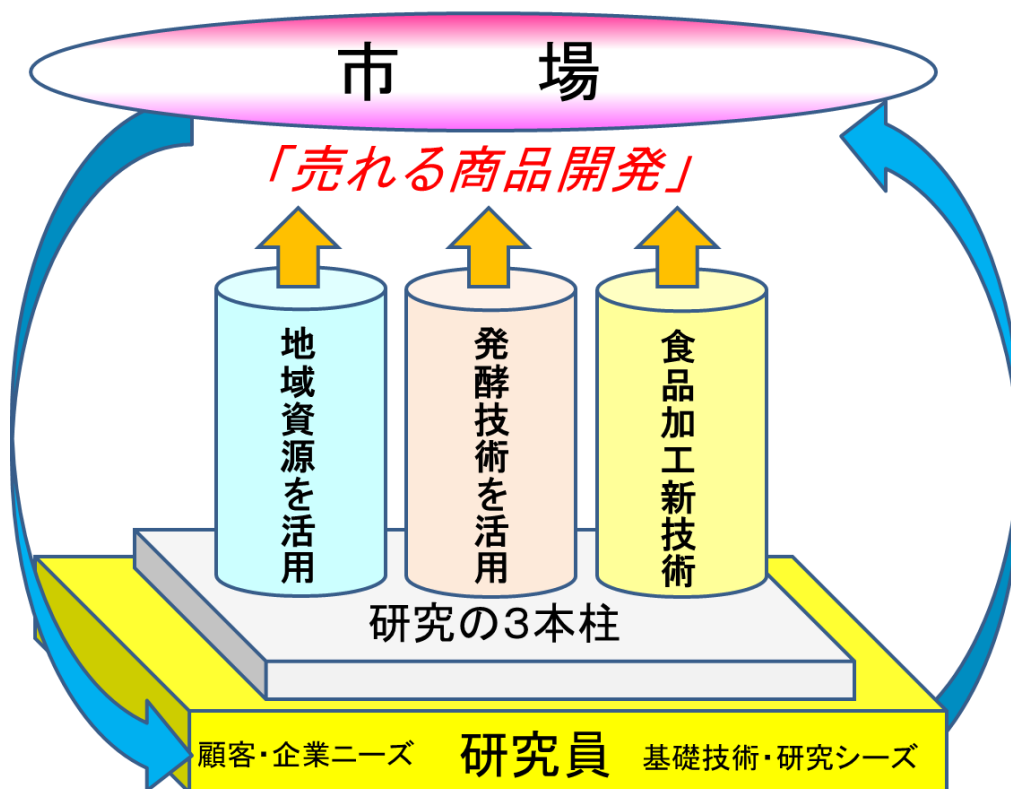 市　場
「売れる商品開発」
地域資源を活用
発酵技術を活用
食品加工新技術
研究の3本柱
顧客・企業ニーズ　研究員　基礎技術・研究シーズ